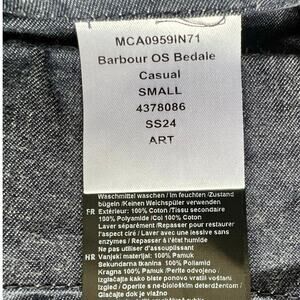 MCA0959IN71
Barbour OS Bedale
Casual
SMALL
4378086
SS24
ART
Waschmittel waschen / Im feuchten /Zustand
bügeln /Keinen Weichspüler verwenden
FR Extérieur: 100% Coton /Tissu secondaire
100% Polyamide /Col 100% Coton
Laver séparément /Repasser pour restaurer
l'aspect ciré / Laver avec une lessive sans
enzymes / Repasser à l'état humide
Ne pas utiliser d'assouplissant
HR Vanjski materijal: 100% Pamuk
Sekundarna tkanina: 100% Poliamid
Kragna 100% Pamuk /Perite odvojeno /
Izglačajte kako biste ponovo vratili voštani
Izgled / Operite s ne-biološkim deterdžentom /
Glačajte dok je vlažno